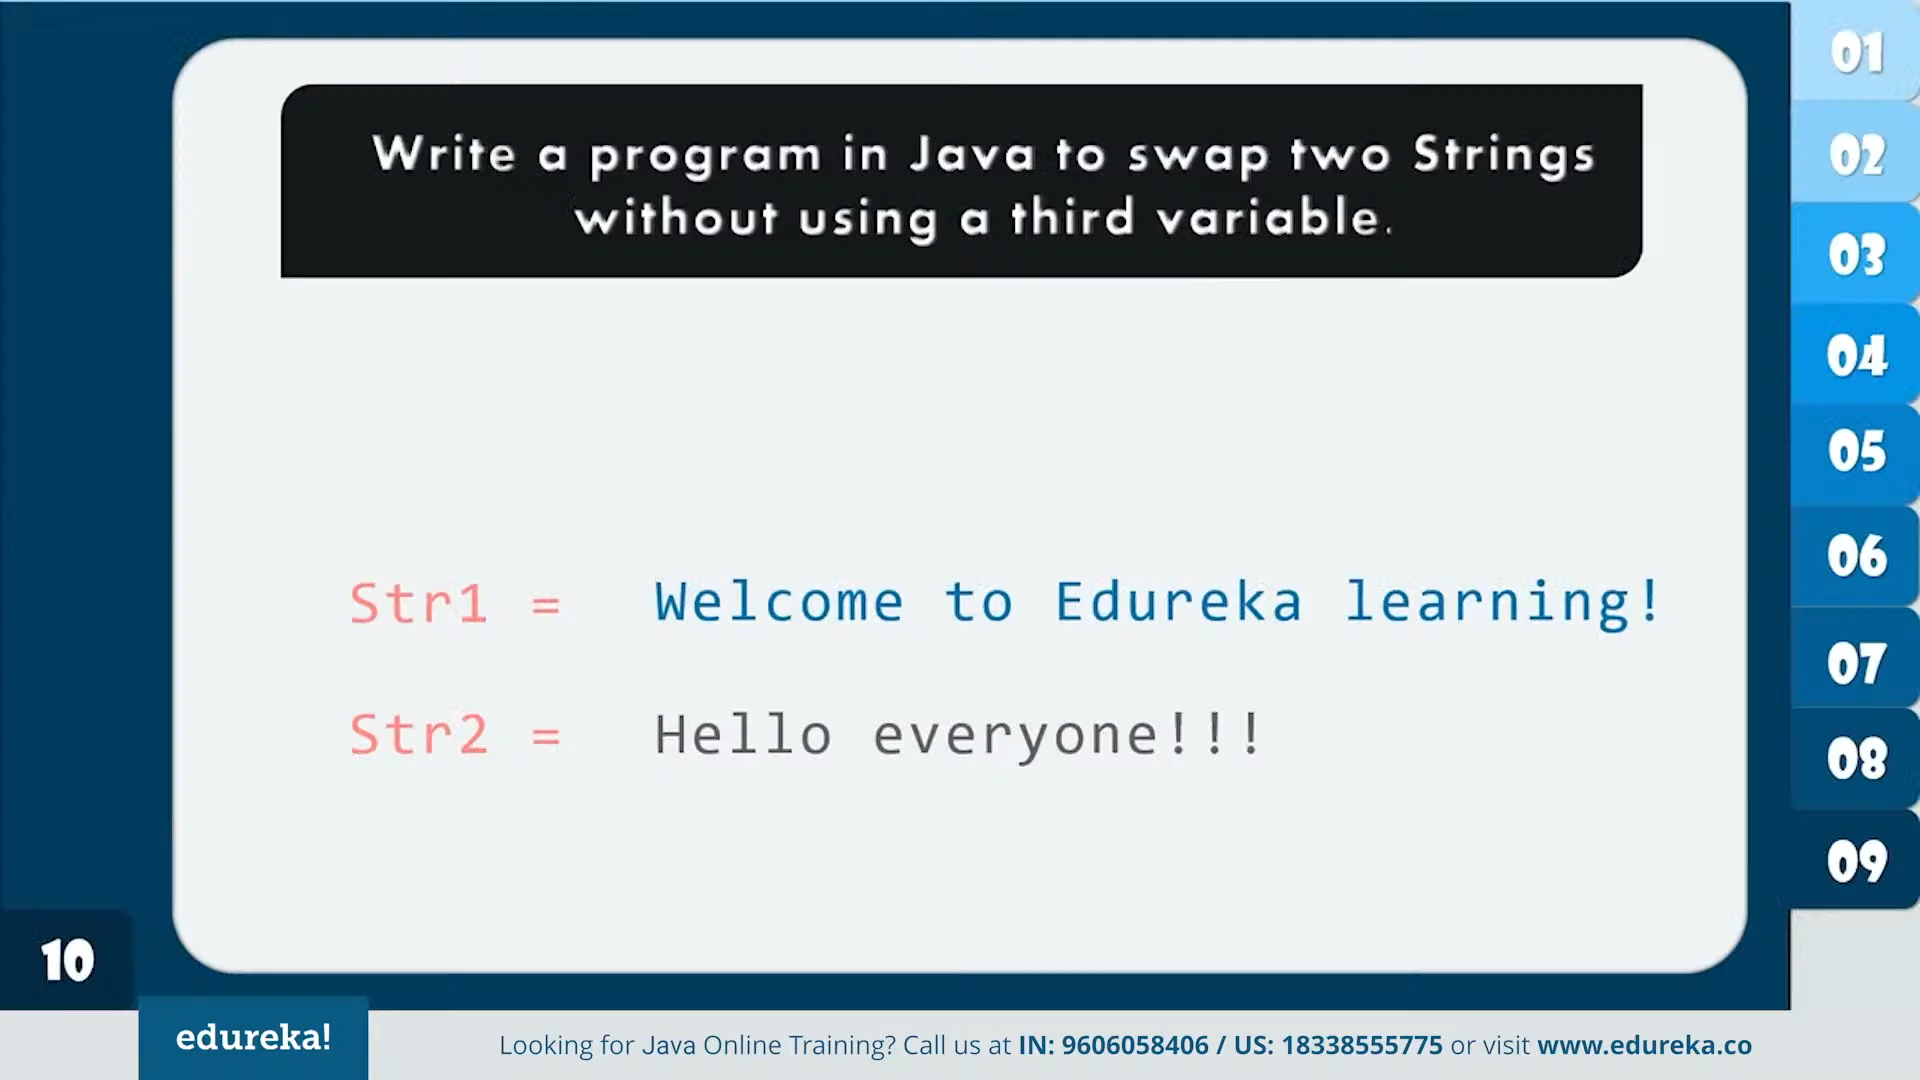 Write a program in Java to swap two Strings
without using a third variable.
Str1 = Welcome to Edureka learning!
Str2 = Hello everyone!!!
01
02
03
04
05
06
07
08
09
10
edureka!
Looking for Java Online Training? Call us at IN: 9606058406 / US: 18338555775 or visit www.edureka.co